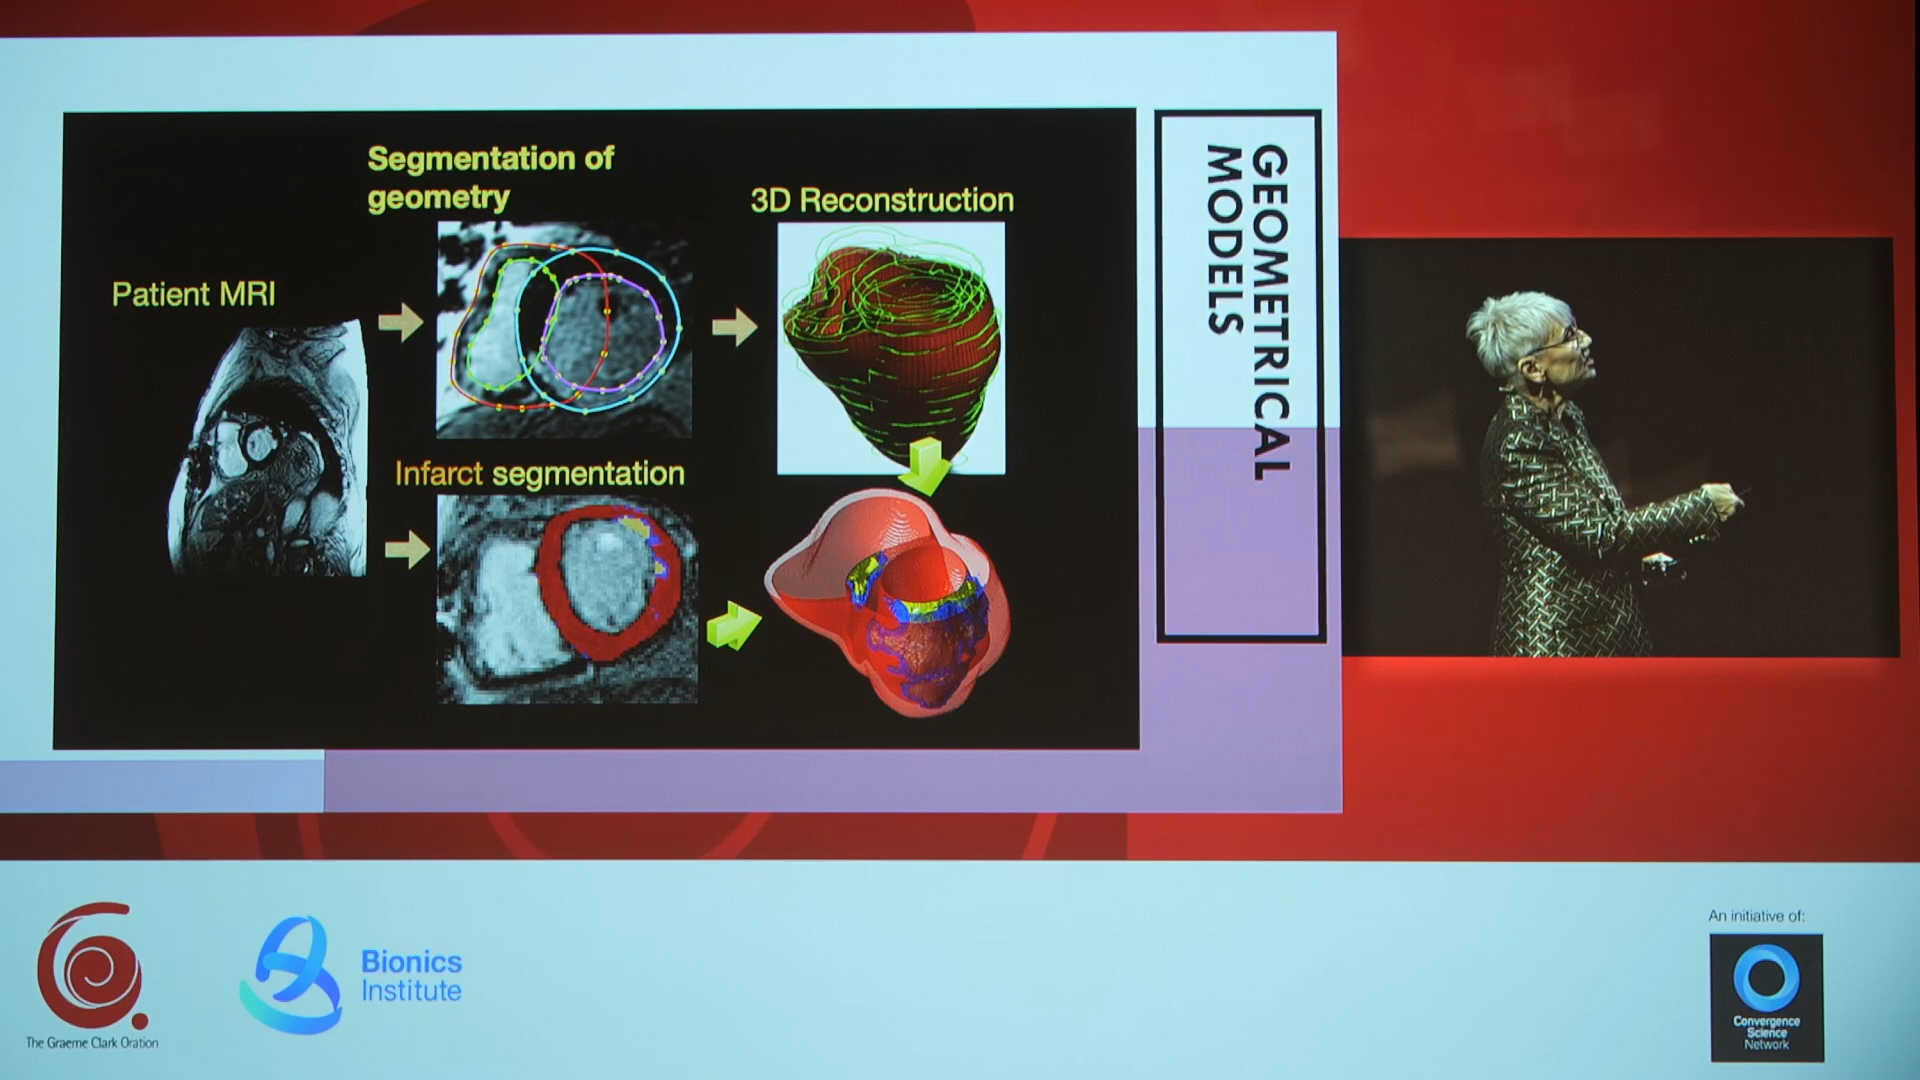 Segmentation of
geometry
3D Reconstruction
Patient MRI
Infarct segmentation
GEOMETRICAL
MODELS
The Graeme Clark Oration
Bionics
Institute
An initiative of:
Convergence
Science
Network